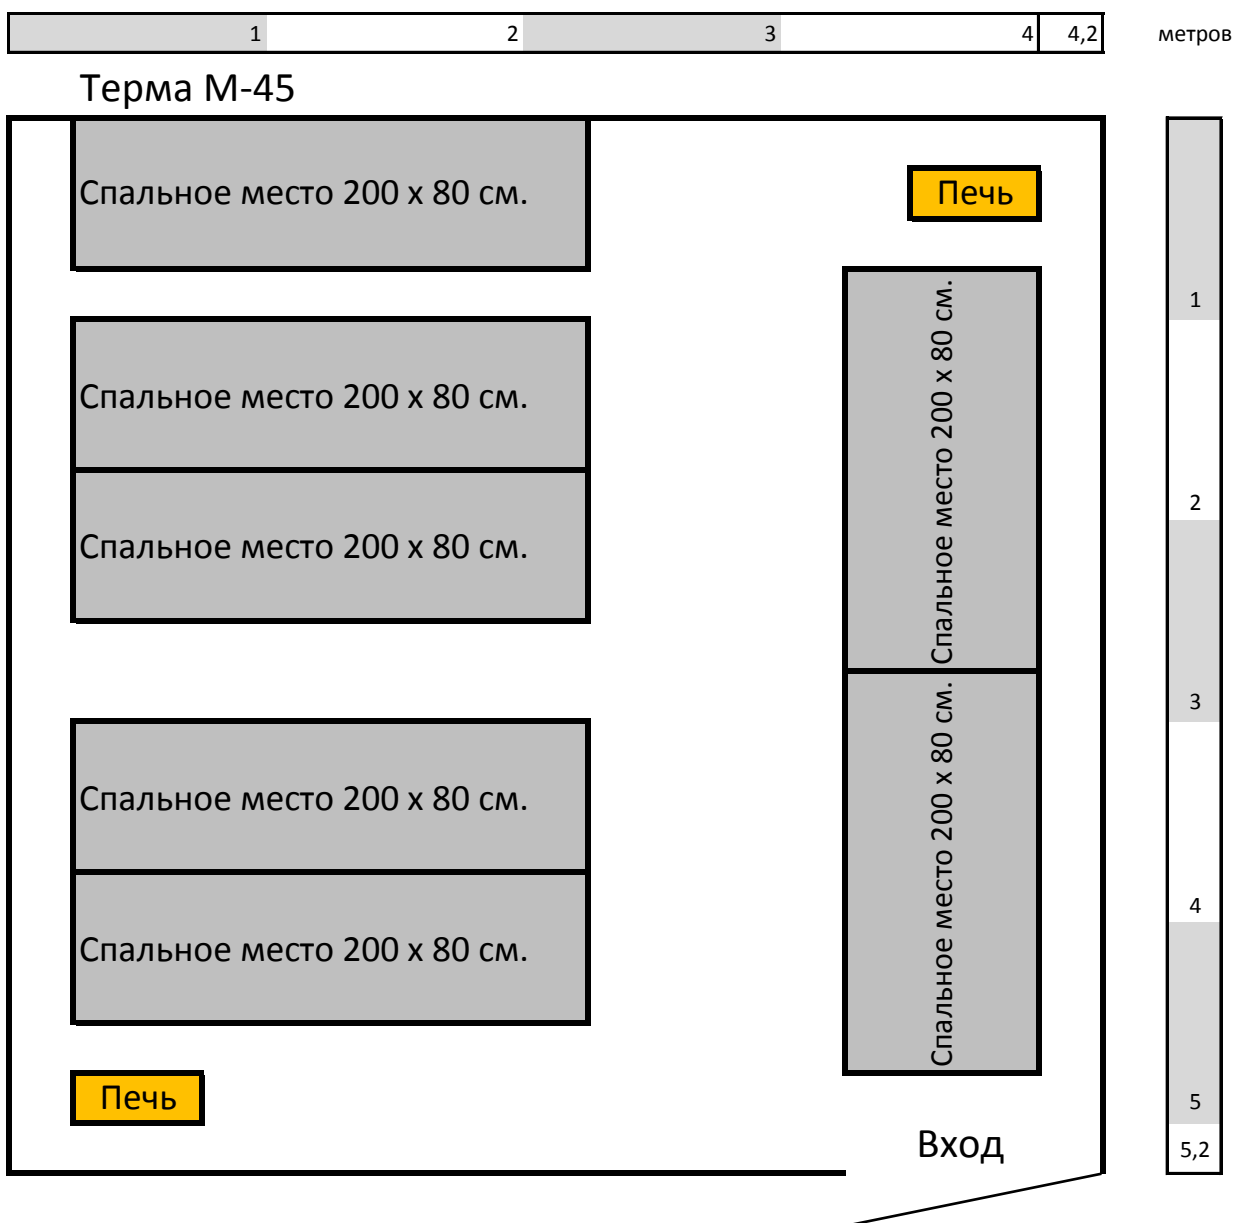 1 2 3 4 4,2 метров
Терма М-45
Спальное место 200 х 80 см.
Печь
Спальное место 200 х 80 см.
1
Спальное место 200 х 80 см.
2
Спальное место 200 х 80 см.
Спальное место 200 х 80 см.
3
Спальное место 200 х 80 см.
4
Спальное место 200 х 80 см.
Печь
5
Вход
5,2